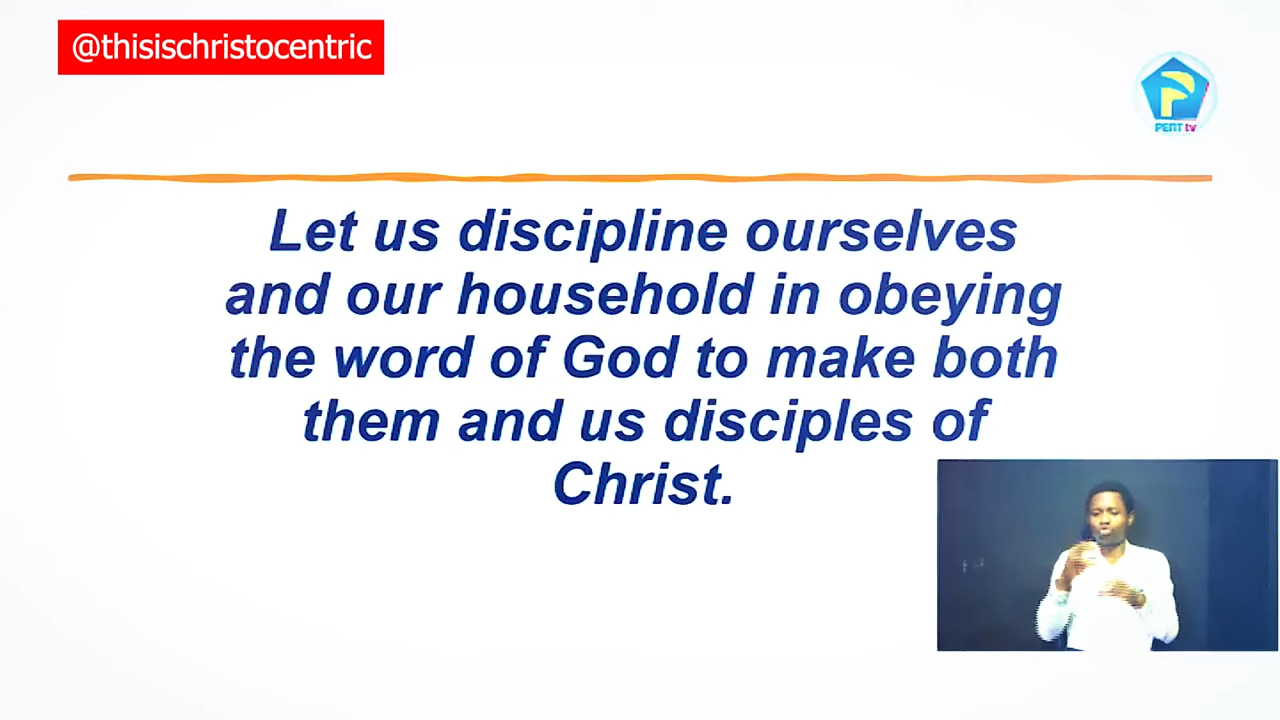 @thisischristocentric
PENT tv
Let us discipline ourselves
and our household in obeying
the word of God to make both
them and us disciples of
Christ.